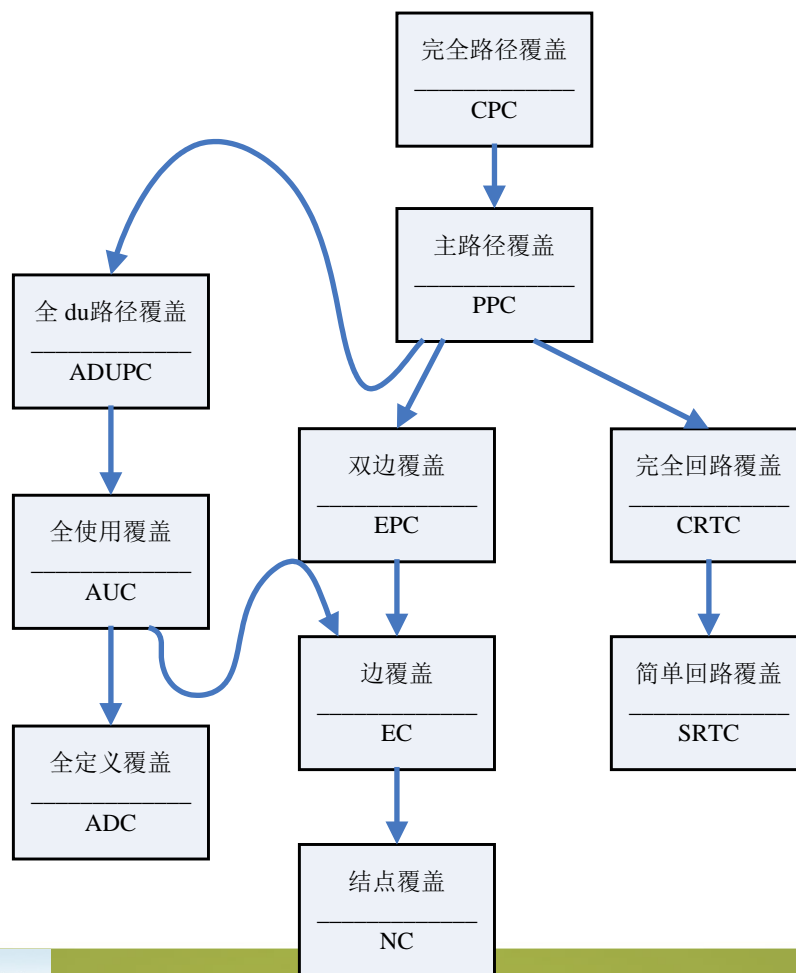 完全路径覆盖
CPC
主路径覆盖
PPC
全 du路径覆盖
ADUPC
双边覆盖
EPC
完全回路覆盖
CRTC
全使用覆盖
AUC
边覆盖
EC
简单回路覆盖
SRTC
全定义覆盖
ADC
结点覆盖
NC